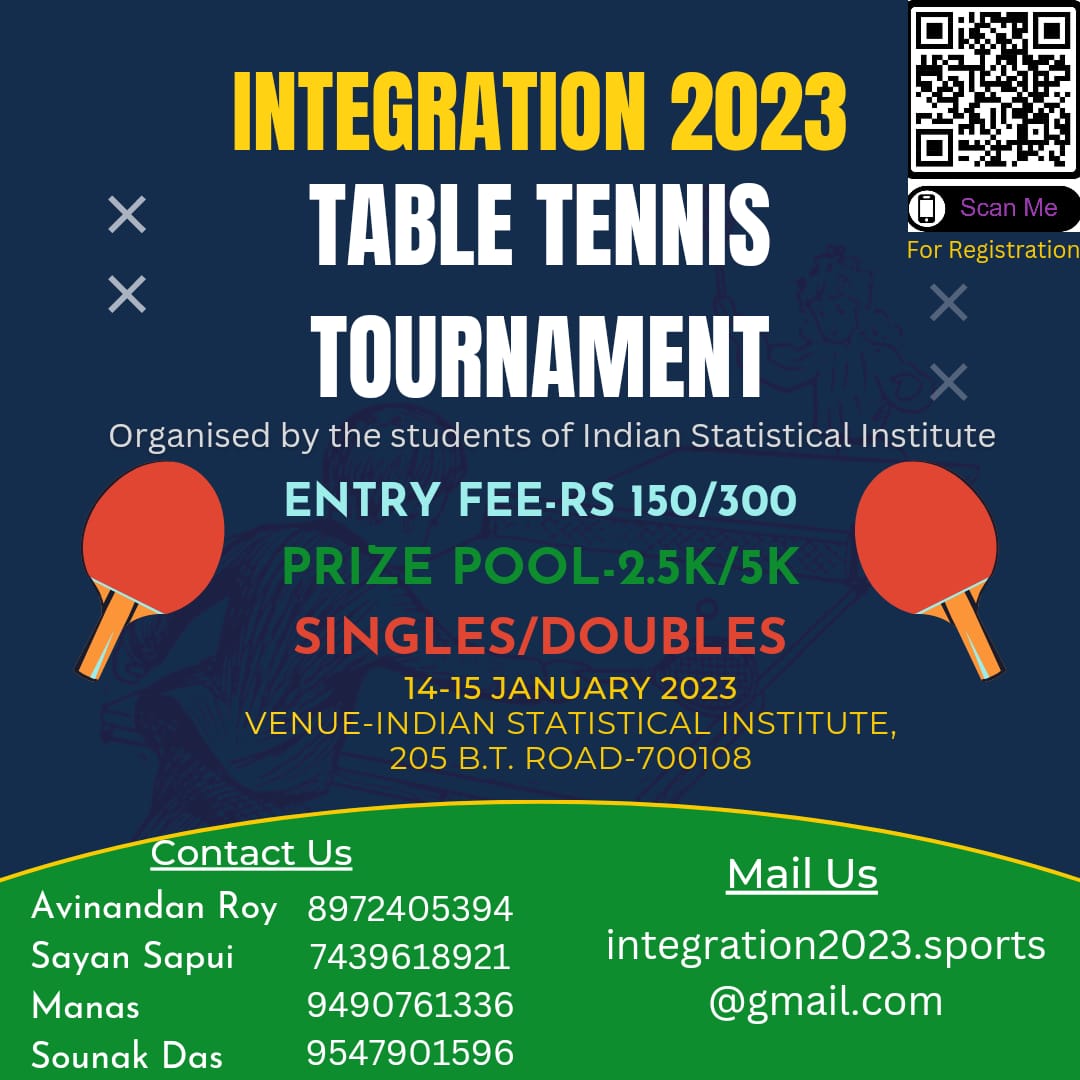 INTEGRATION 2023
TABLE TENNIS
TOURNAMENT
Scan Me
For Registration
Organised by the students of Indian Statistical Institute
ENTRY FEE-RS 150/300
PRIZE POOL-2.5K/5K
SINGLES/DOUBLES
14-15 JANUARY 2023
VENUE-INDIAN STATISTICAL INSTITUTE,
205 B.T. ROAD-700108
Contact Us
Avinandan Roy 8972405394
Sayan Sapui 7439618921
Manas 9490761336
Sounak Das 9547901596
Mail Us
integration2023.sports
@gmail.com